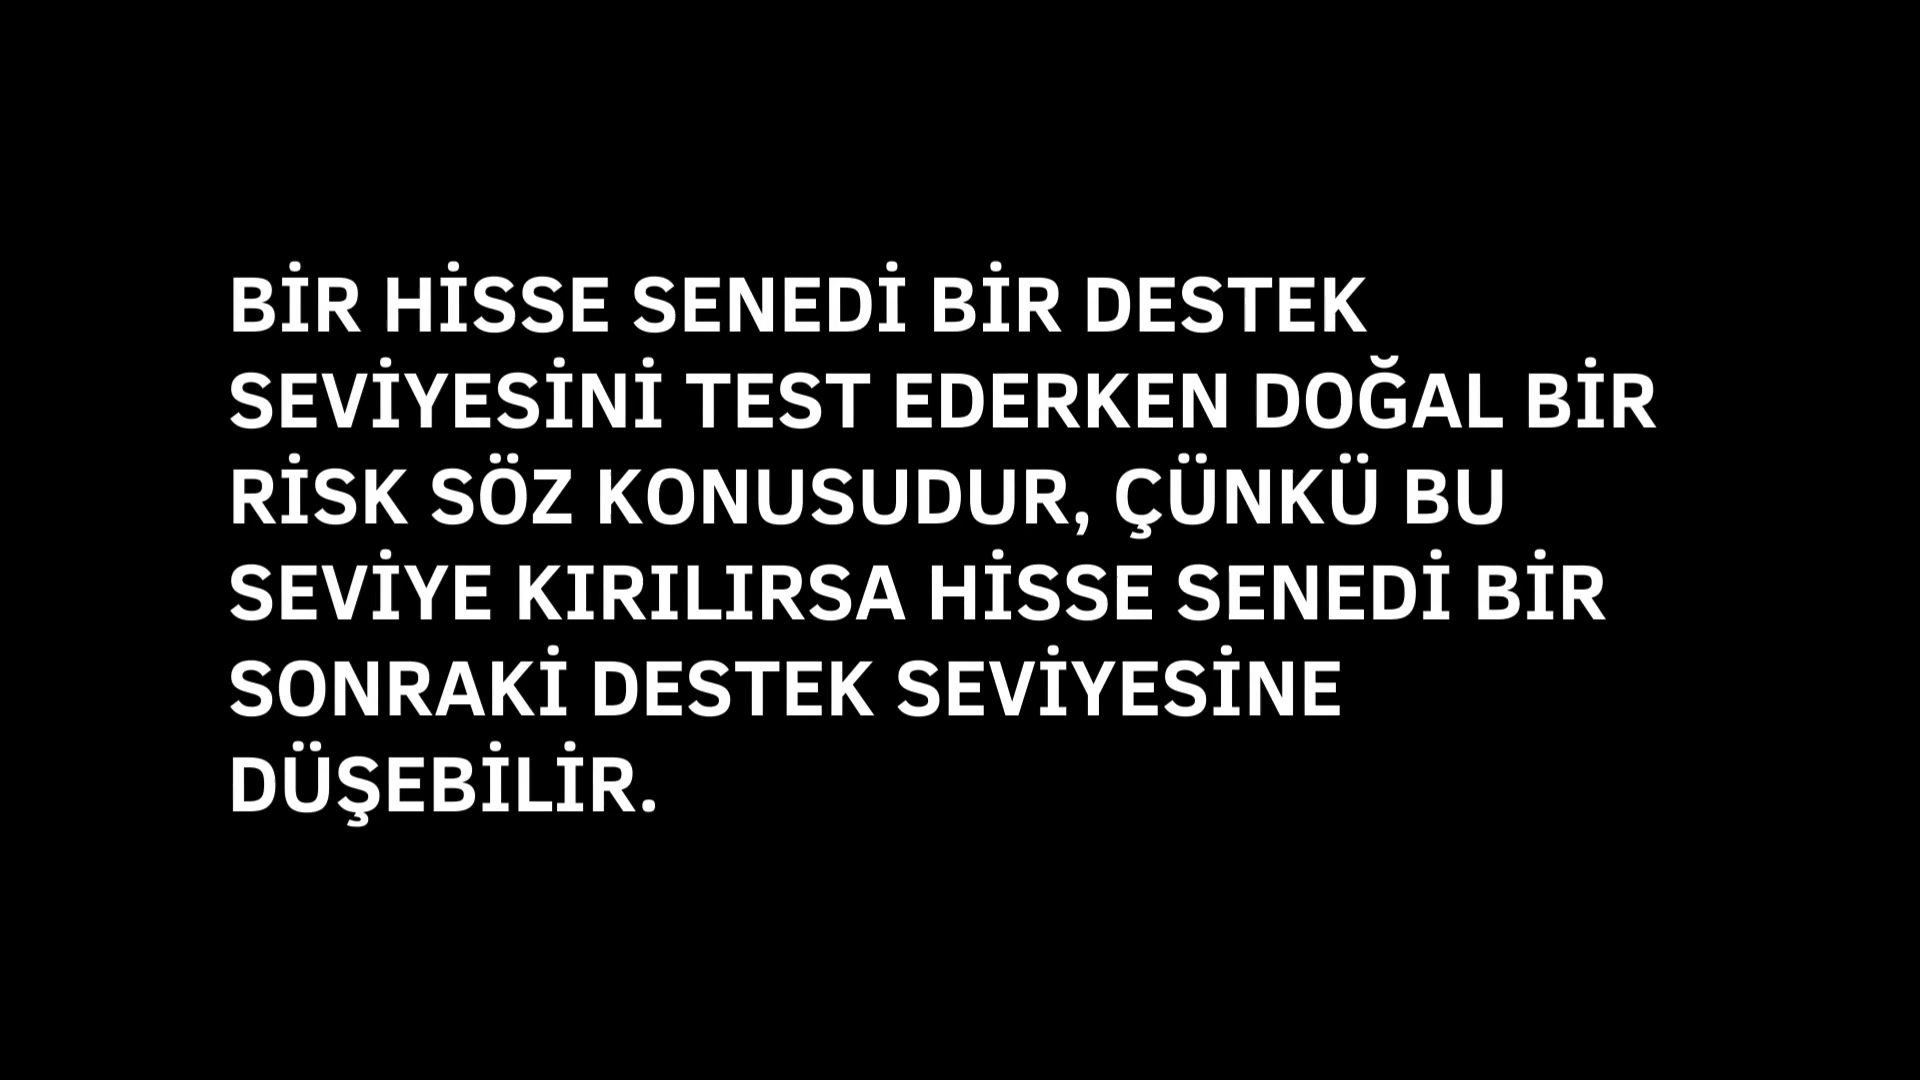 BİR HİSSE SENEDİ BİR DESTEK
SEVİYESİNİ TEST EDERKEN DOĞAL BİR
RİSK SÖZ KONUSUDUR, ÇÜNKÜ BU
SEVİYE KIRILIRSA HİSSE SENEDİ BİR
SONRAKİ DESTEK SEVİYESİNE
DÜŞEBİLİR.